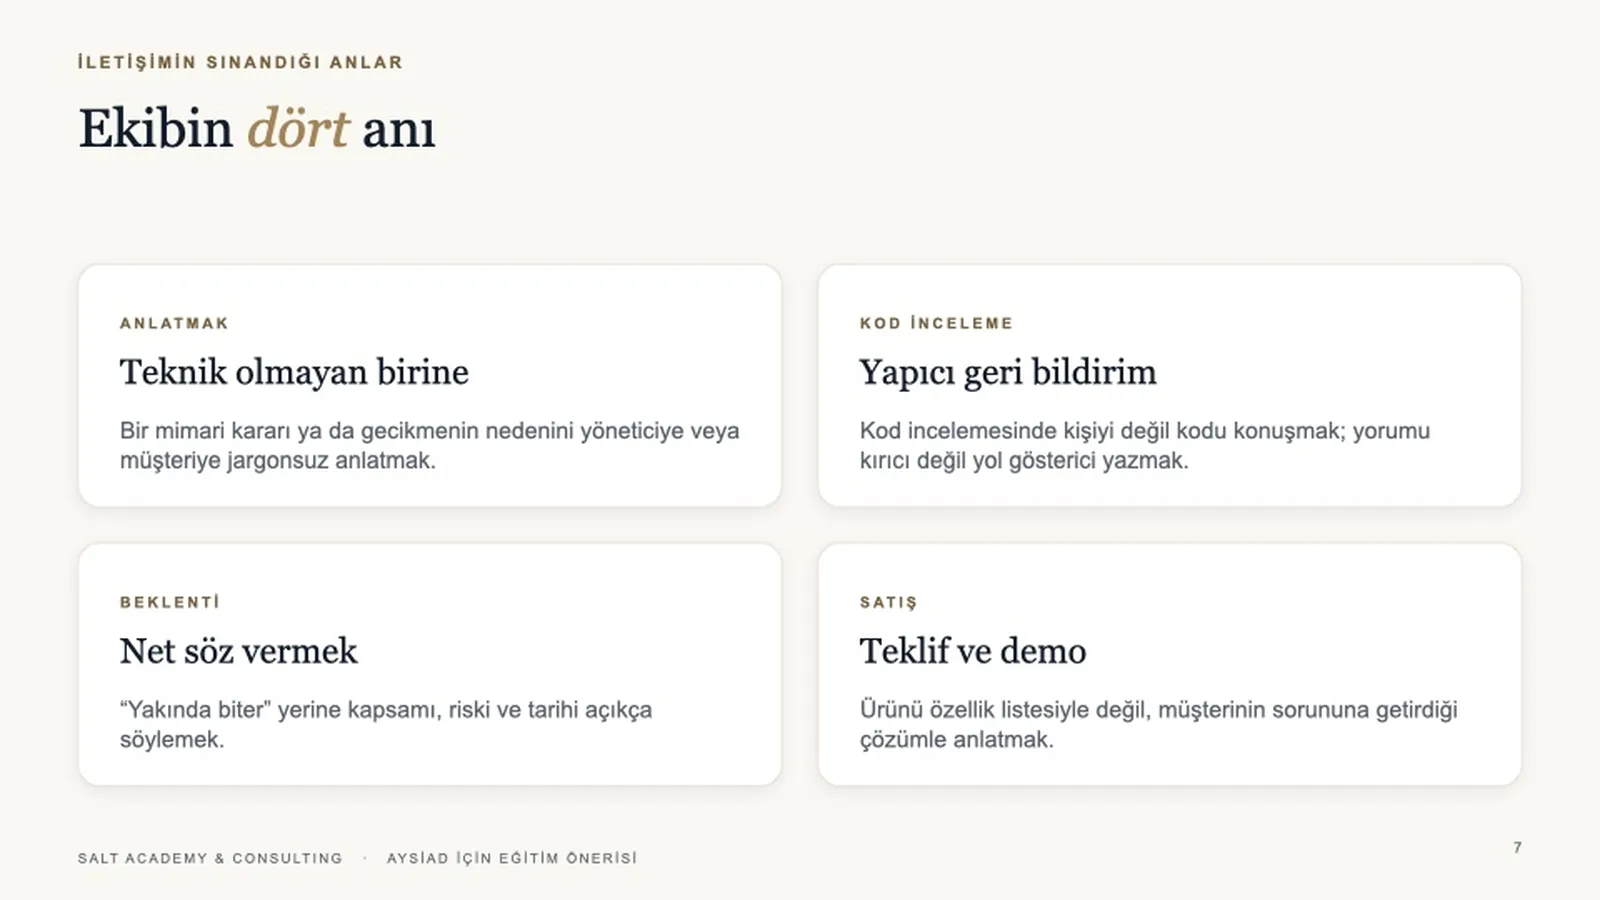 İLETİŞİMİN SINANDIĞI ANLAR
Ekibin dört anı
ANLATMAK
Teknik olmayan birine
Bir mimari kararı ya da gecikmenin nedenini yöneticiye veya
müşteriye jargonsuz anlatmak.
KOD İNCELEME
Yapıcı geri bildirim
Kod incelemesinde kişiyi değil kodu konuşmak; yorumu
kırıcı değil yol gösterici yazmak.
BEKLENTİ
Net söz vermek
“Yakında biter” yerine kapsamı, riski ve tarihi açıkça
söylemek.
SATIŞ
Teklif ve demo
Ürünü özellik listesiyle değil, müşterinin sorununa getirdiği
çözümle anlatmak.
SALT ACADEMY & CONSULTING · AYSİAD İÇİN EĞİTİM ÖNERİSİ
7